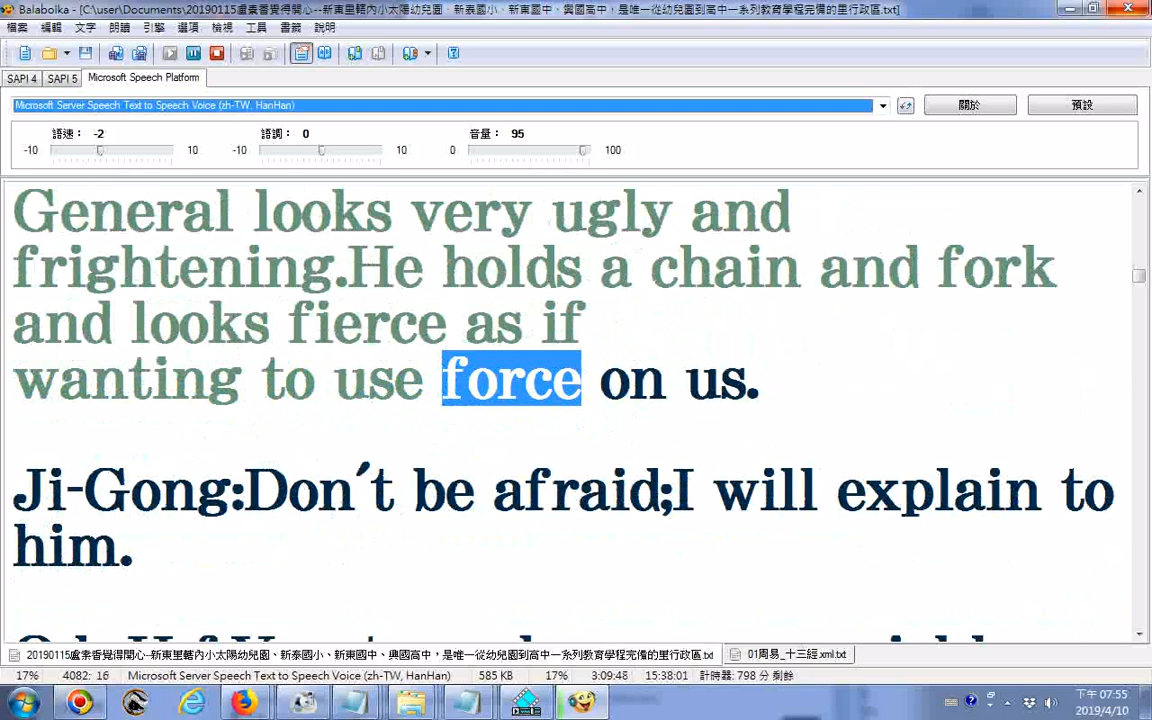 Balabolka - [C:\user\Documents\20190115盧素香覺得開心--新東里轄內小太陽幼兒園、新泰國小、新東國中、興國高中，是唯一從幼兒園到高中一系列教育學程完備的里行政區.txt]
檔案 編輯 文字 朗讀 引擎 選項 檢視 工具 書籤 說明
SAPI 4 SAPI 5 Microsoft Speech Platform
Microsoft Server Speech Text to Speech Voice (zh-TW, HanHan) 關於 預設
語速： -2 語調： 0 音量： 95
-10 10 -10 10 0 100
General looks very ugly and
frightening.He holds a chain and fork
and looks fierce as if
wanting to use force on us.
Ji-Gong:Don't be afraid;I will explain to
him.
20190115盧素香覺得開心--新東里轄內小太陽幼兒園、新泰國小、新東國中、興國高中，是唯一從幼兒園到高中一系列教育學程完備的里行政區.txt 01周易_十三經.xml.txt
17% 4082: 16 Microsoft Server Speech Text to Speech Voice (zh-TW, HanHan) 585 KB 17% 3:09:48 15:38:01 計時器: 798 分 剩餘
下午 07:55
2019/4/10